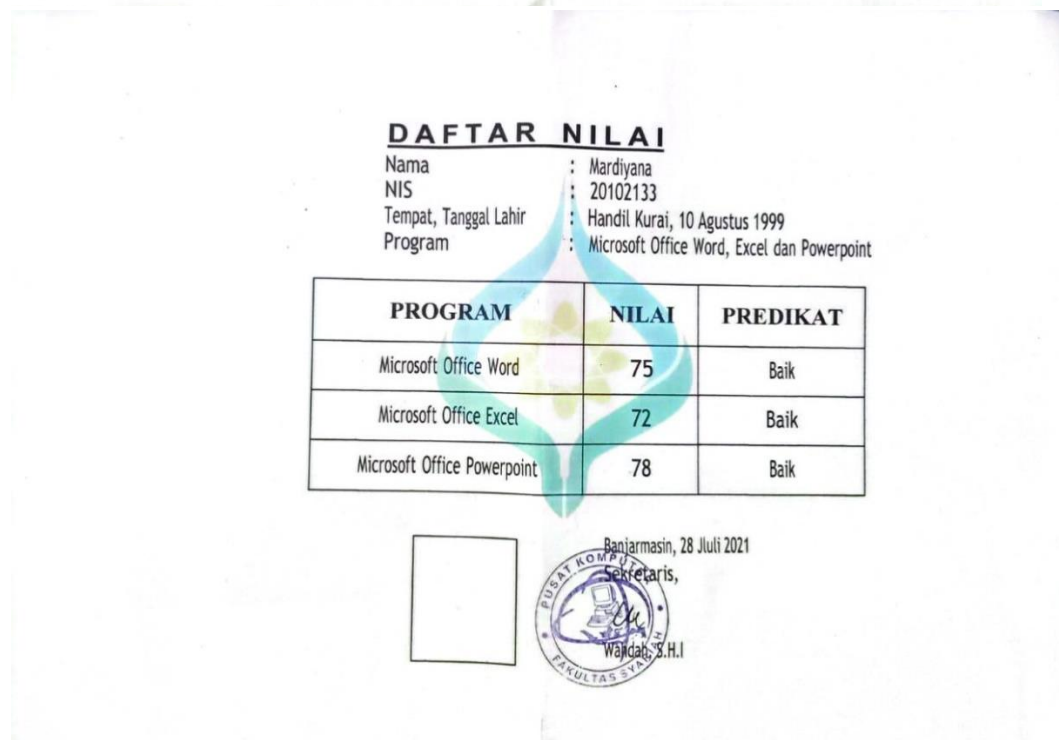 DAFTAR NILAI
Nama : Mardiyana
NIS : 20102133
Tempat, Tanggal Lahir : Handil Kurai, 10 Agustus 1999
Program : Microsoft Office Word, Excel dan Powerpoint
PROGRAM NILAI PREDIKAT
Microsoft Office Word 75 Baik
Microsoft Office Excel 72 Baik
Microsoft Office Powerpoint 78 Baik
Banjarmasin, 28 Jluli 2021
Sekretaris,
PUSAT KOMPUTER
FAKULTAS SYARIAH
Wajidah, S.H.I